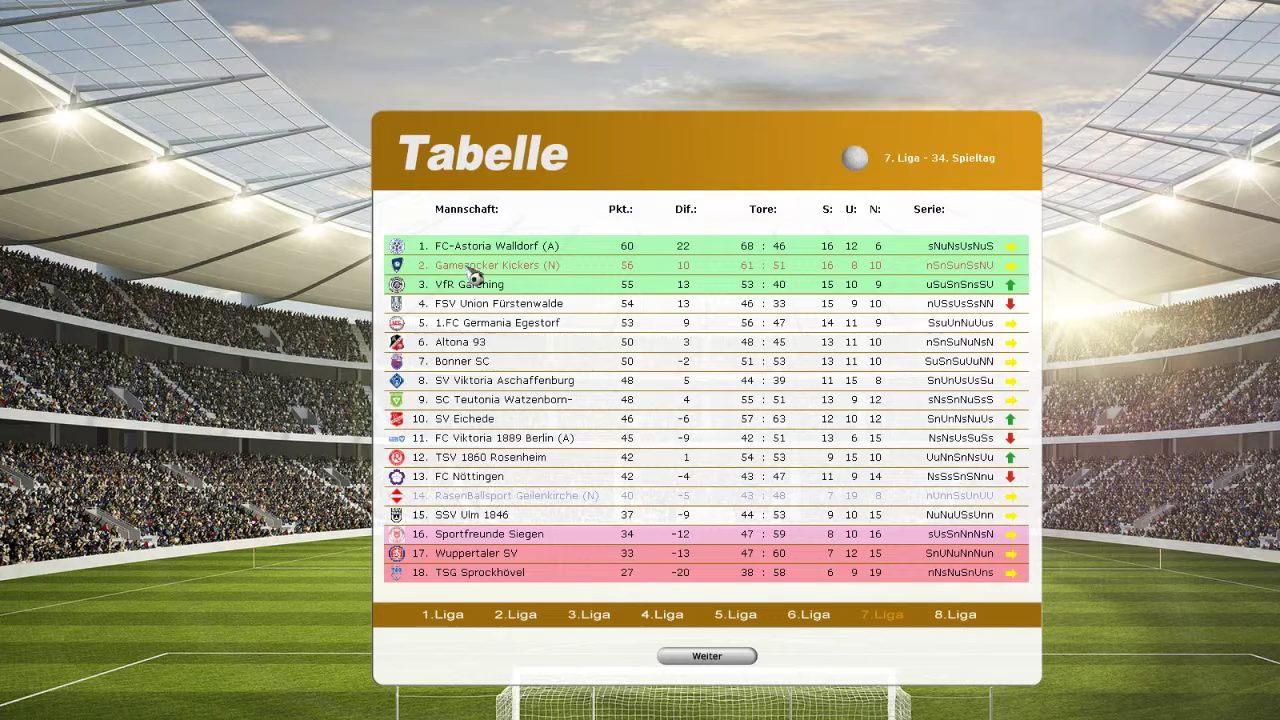 Tabelle
7. Liga - 34. Spieltag
Mannschaft: Pkt.: Dif.: Tore: S: U: N: Serie:
1. FC-Astoria Walldorf (A) 60 22 68 : 46 16 12 6 sNuNsUsNuS
2. Gamerocker Kickers (N) 56 10 61 : 51 16 8 10 nSnSunSsNU
3. VfR 55 13 53 : 40 15 10 9 uSuSnSnsSU
4. FSV Union Fürstenwalde 54 13 46 : 33 15 9 10 nUSsUsSsNN
5. 1.FC Germania Egestorf 53 9 56 : 47 14 11 9 SsuUnNuUus
6. Altona 93 50 3 48 : 45 13 11 10 nSnSuNuNsN
7. Bonner SC 50 -2 51 : 53 13 11 10 SuSnSuUuNN
8. SV Viktoria Aschaffenburg 48 5 44 : 39 11 15 8 SnUnUsUsSu
9. SC Teutonia Watzenborn- 48 4 55 : 51 13 9 12 sNsSnNuSsS
10. SV Eichede 46 -6 57 : 63 12 10 12 SnUnNsNuUs
11. FC Viktoria 1889 Berlin (A) 45 -9 42 : 51 13 6 15 NsNsUsSuSs
12. TSV 1860 Rosenheim 42 1 54 : 53 9 15 10 UuNnSnNsUu
13. FC Nöttingen 42 -4 43 : 47 11 9 14 NsSsSnSNnu
14. RasenBallsport Geilenkirche (N) 40 -5 43 : 48 7 19 8 nUnnSsUnUU
15. SSV Ulm 1846 37 -9 44 : 53 9 10 15 NuNuUSsUnn
16. Sportfreunde Siegen 34 -12 47 : 59 8 10 16 sUsSnNnNsN
17. Wuppertaler SV 33 -13 47 : 60 7 12 15 SnUNuNnNun
18. TSG Sprockhövel 27 -20 38 : 58 6 9 19 nNsNuSnUns
1.Liga 2.Liga 3.Liga 4.Liga 5.Liga 6.Liga 7.Liga 8.Liga
Weiter